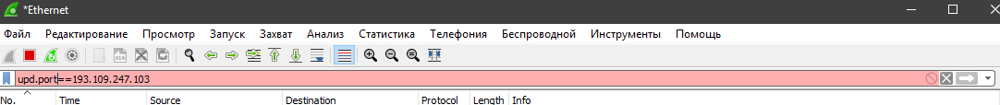 *Ethernet
Файл Редактирование Просмотр Запуск Захват Анализ Статистика Телефония Беспроводной Инструменты Помощь
upd.port==193.109.247.103
No. Time Source Destination Protocol Length Info